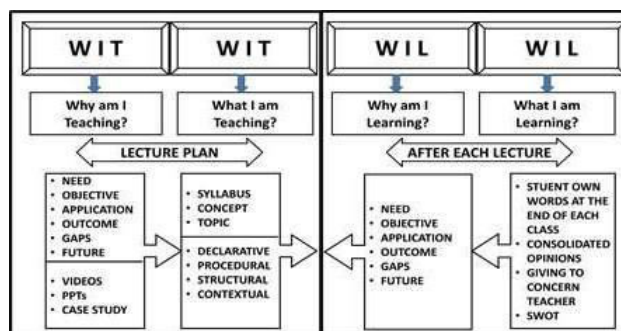 WIT
WIT
WIL
WIL
Why am I
Teaching?
What I am
Teaching?
Why am I
Learning?
What I am
Learning?
LECTURE PLAN
AFTER EACH LECTURE
• NEED
• OBJECTIVE
• APPLICATION
• OUTCOME
• GAPS
• FUTURE
• VIDEOS
• PPTs
• CASE STUDY
• SYLLABUS
• CONCEPT
• TOPIC
• DECLARATIVE
• PROCEDURAL
• STRUCTURAL
• CONTEXTUAL
• NEED
• OBJECTIVE
• APPLICATION
• OUTCOME
• GAPS
• FUTURE
• STUENT OWN
WORDS AT THE
END OF EACH
CLASS
• CONSOLIDATED
OPINIONS
• GIVING TO
CONCERN
TEACHER
• SWOT